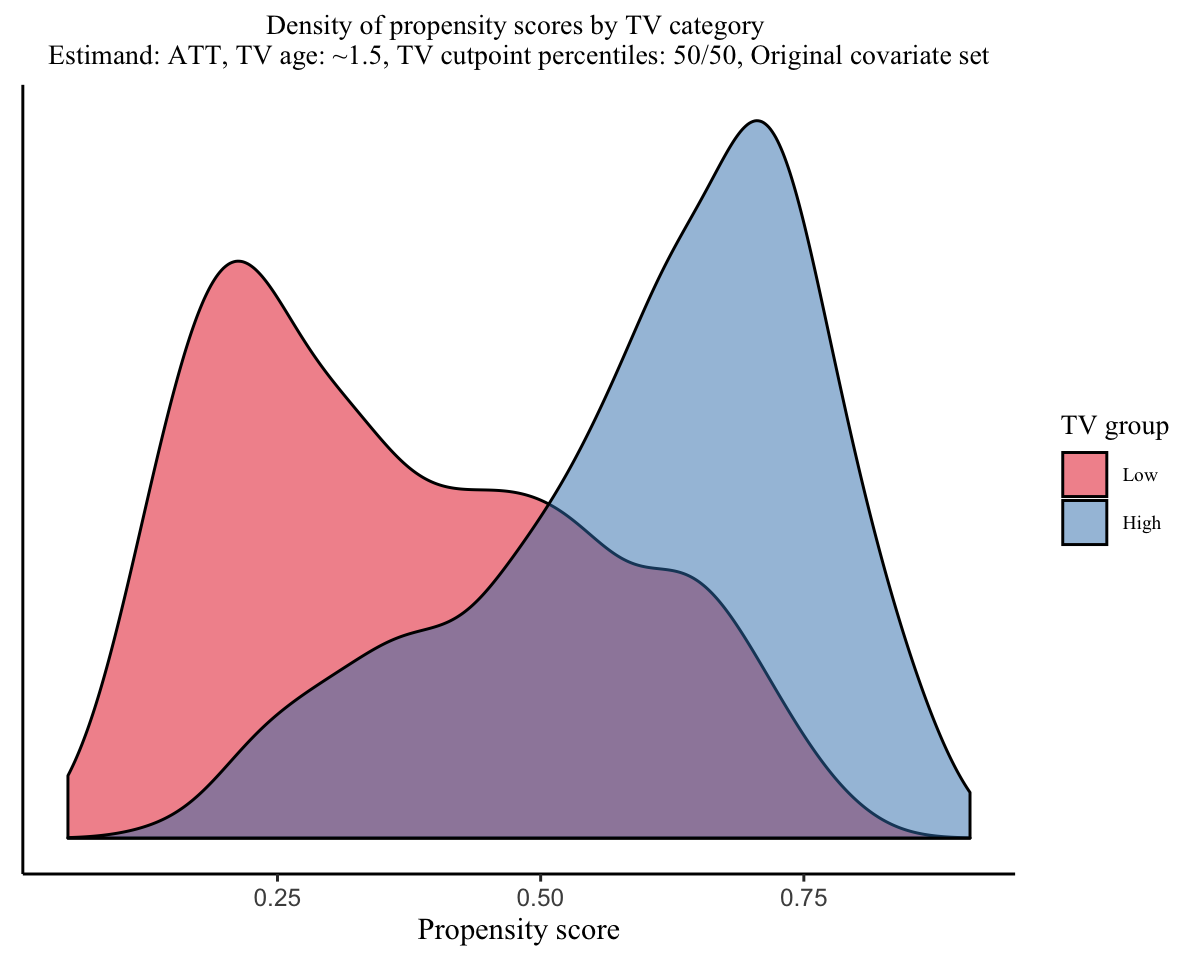 Density of propensity scores by TV category
Estimand: ATT, TV age: ~1.5, TV cutpoint percentiles: 50/50, Original covariate set
TV group
Low
High
0.25
0.50
0.75
Propensity score